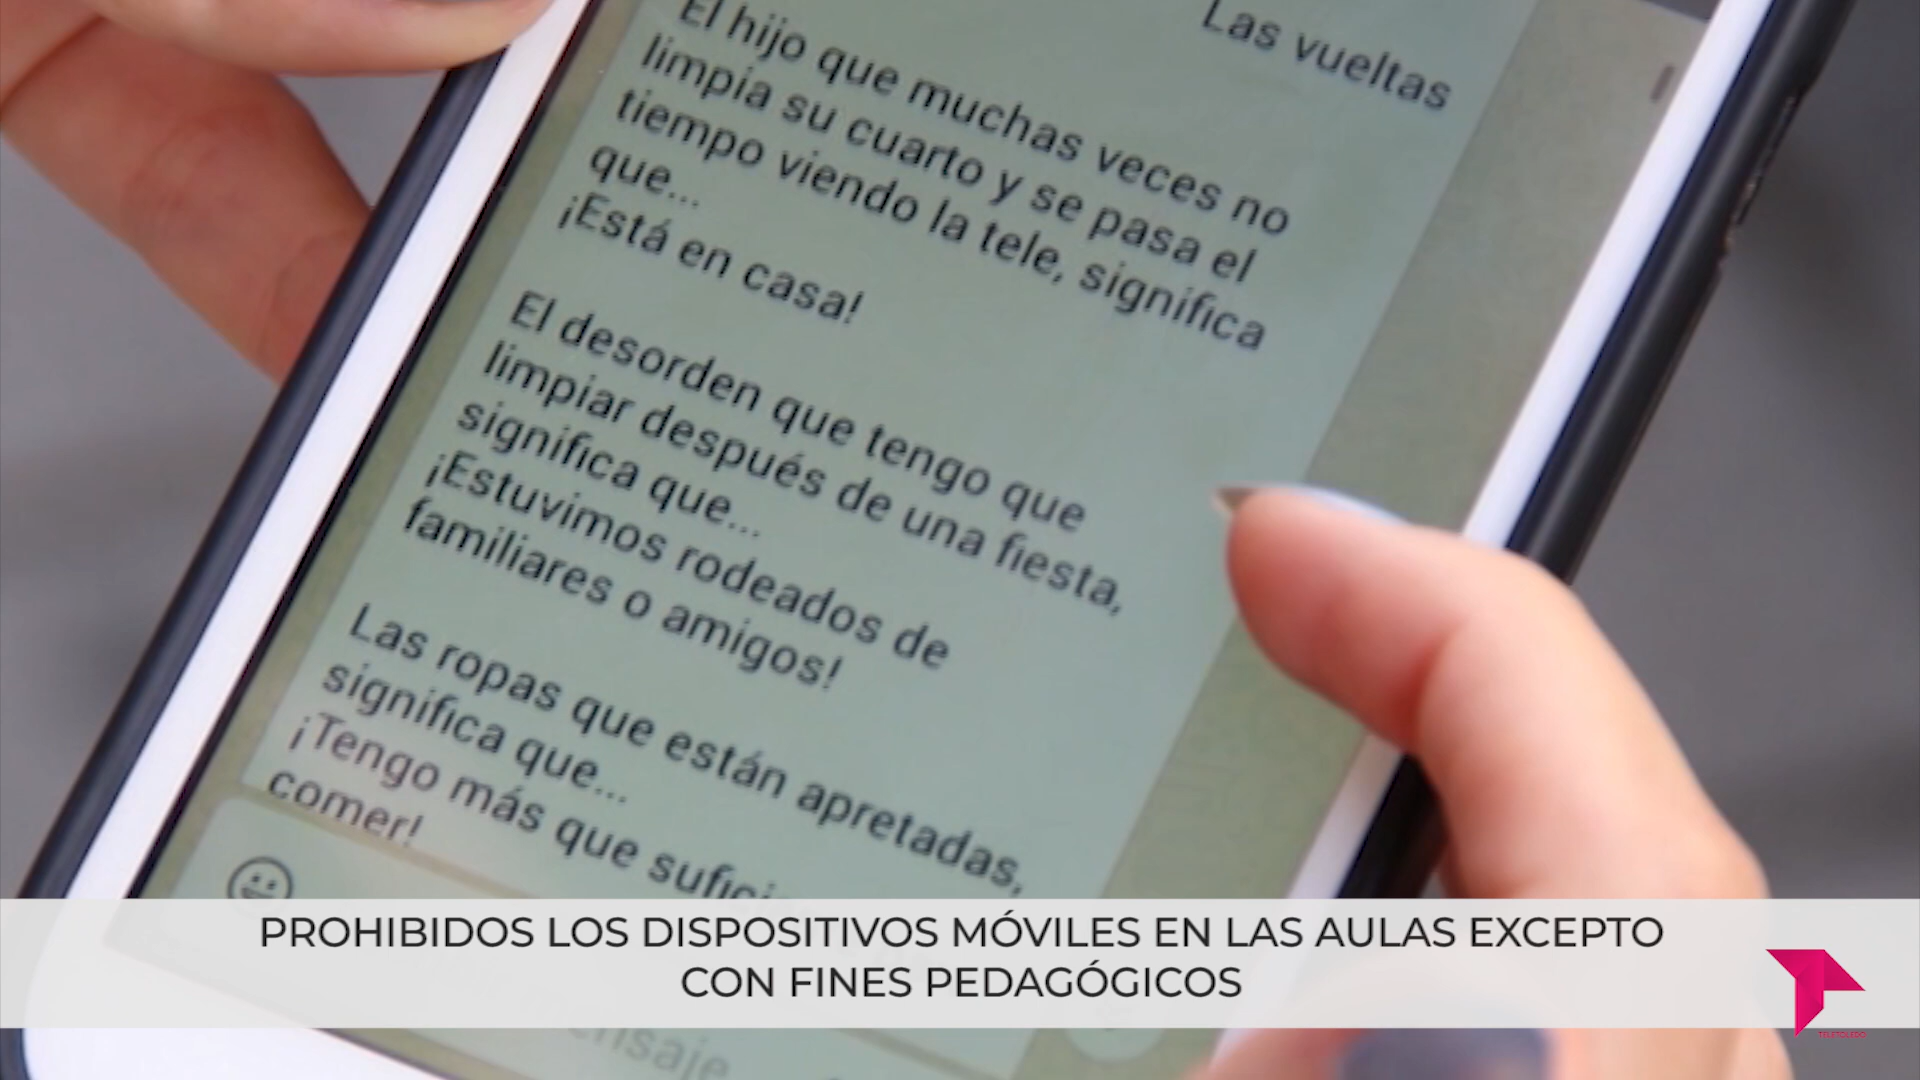 Las vueltas
El hijo que muchas veces no
limpia su cuarto y se pasa el
tiempo viendo la tele, significa
que...
¡Está en casa!
El desorden que tengo que
limpiar después de una fiesta,
significa que...
¡Estuvimos rodeados de
familiares o amigos!
Las ropas que están apretadas,
significa que...
¡Tengo más que
comer!
PROHIBIDOS LOS DISPOSITIVOS MÓVILES EN LAS AULAS EXCEPTO
CON FINES PEDAGÓGICOS
TELETOLEDO